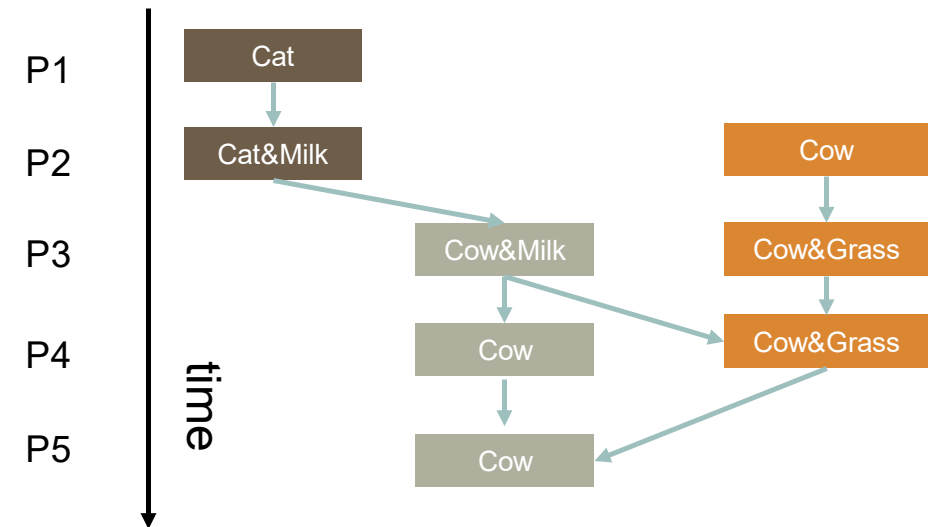 P1
Cat
P2
Cat&Milk
Cow
P3
Cow&Milk
Cow&Grass
P4
Cow
Cow&Grass
time
P5
Cow